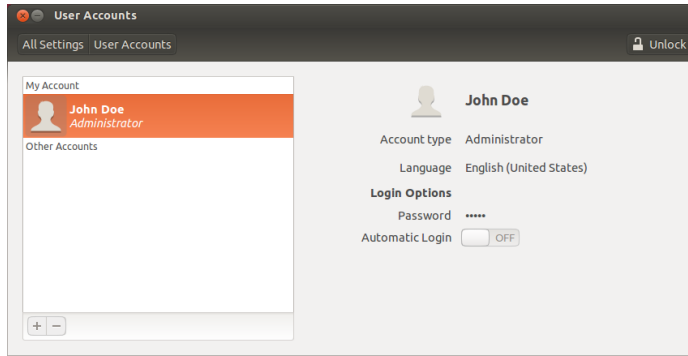 User Accounts
All Settings User Accounts
Unlock
My Account
John Doe
Administrator
Other Accounts
John Doe
Account type Administrator
Language English (United States)
Login Options
Password •••••
Automatic Login OFF
+ −